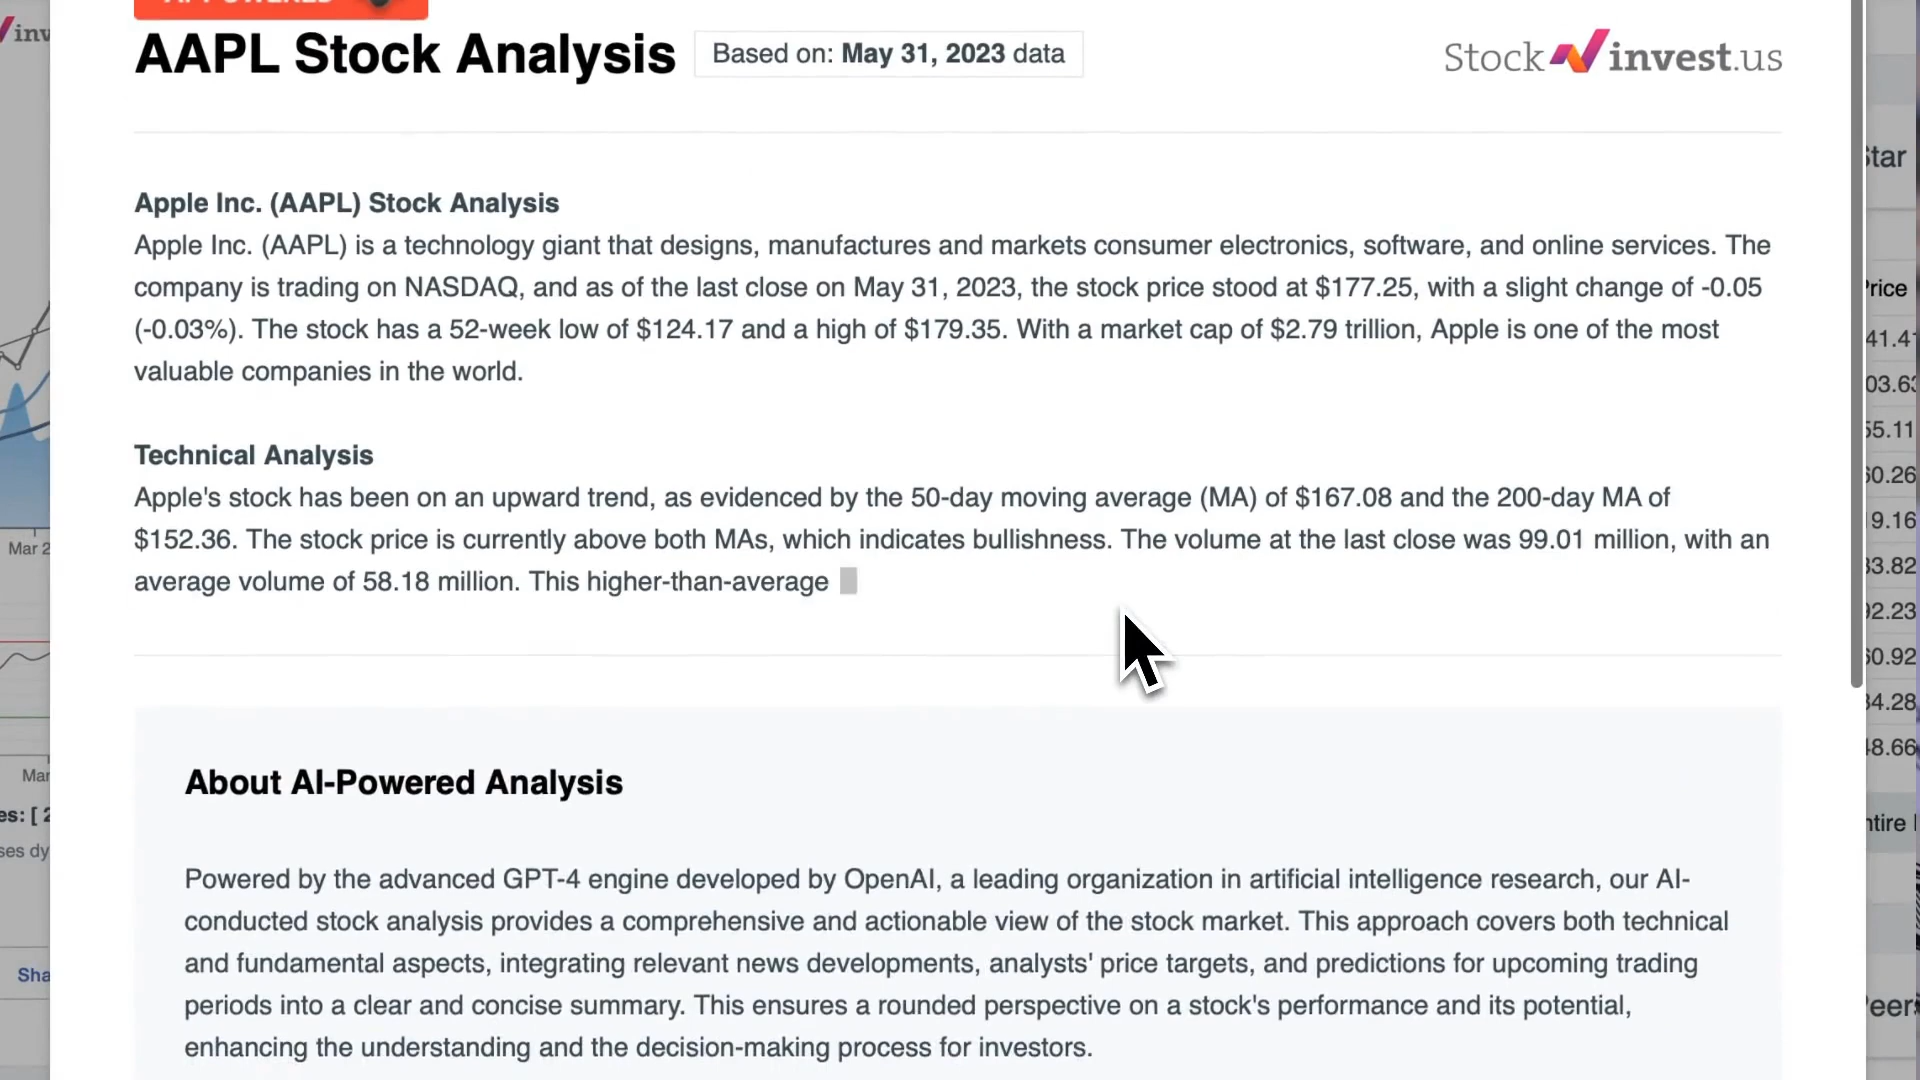 AAPL Stock Analysis
Based on: May 31, 2023 data
Stock invest.us
Apple Inc. (AAPL) Stock Analysis
Apple Inc. (AAPL) is a technology giant that designs, manufactures and markets consumer electronics, software, and online services. The
company is trading on NASDAQ, and as of the last close on May 31, 2023, the stock price stood at $177.25, with a slight change of -0.05
(-0.03%). The stock has a 52-week low of $124.17 and a high of $179.35. With a market cap of $2.79 trillion, Apple is one of the most
valuable companies in the world.
Technical Analysis
Apple's stock has been on an upward trend, as evidenced by the 50-day moving average (MA) of $167.08 and the 200-day MA of
$152.36. The stock price is currently above both MAs, which indicates bullishness. The volume at the last close was 99.01 million, with an
average volume of 58.18 million. This higher-than-average
About AI-Powered Analysis
Powered by the advanced GPT-4 engine developed by OpenAI, a leading organization in artificial intelligence research, our AI-
conducted stock analysis provides a comprehensive and actionable view of the stock market. This approach covers both technical
and fundamental aspects, integrating relevant news developments, analysts' price targets, and predictions for upcoming trading
periods into a clear and concise summary. This ensures a rounded perspective on a stock's performance and its potential,
enhancing the understanding and the decision-making process for investors.